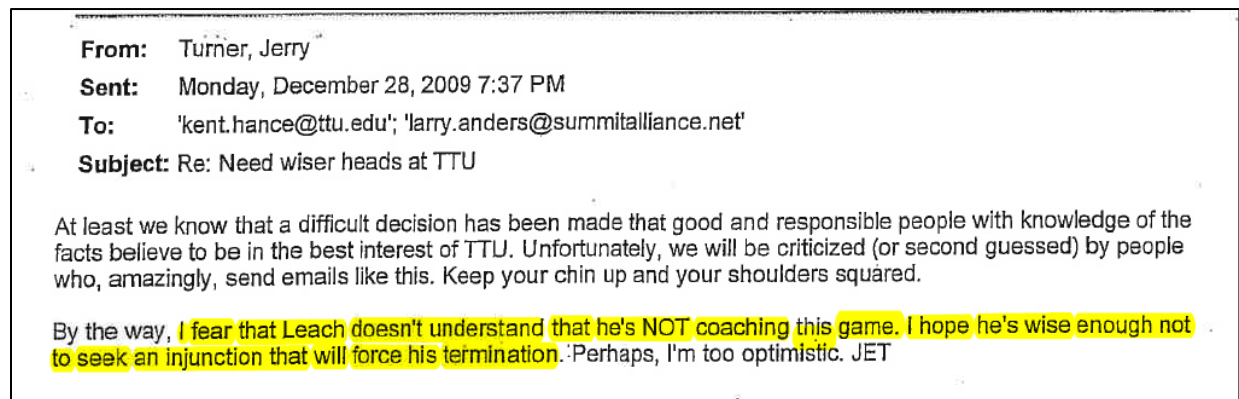 From: Turner, Jerry
Sent: Monday, December 28, 2009 7:37 PM
To: 'kent.hance@ttu.edu'; 'larry.anders@summitalliance.net'
Subject: Re: Need wiser heads at TTU
At least we know that a difficult decision has been made that good and responsible people with knowledge of the
facts believe to be in the best interest of TTU. Unfortunately, we will be criticized (or second guessed) by people
who, amazingly, send emails like this. Keep your chin up and your shoulders squared.
By the way, I fear that Leach doesn't understand that he's NOT coaching this game. I hope he's wise enough not
to seek an injunction that will force his termination. Perhaps, I'm too optimistic. JET